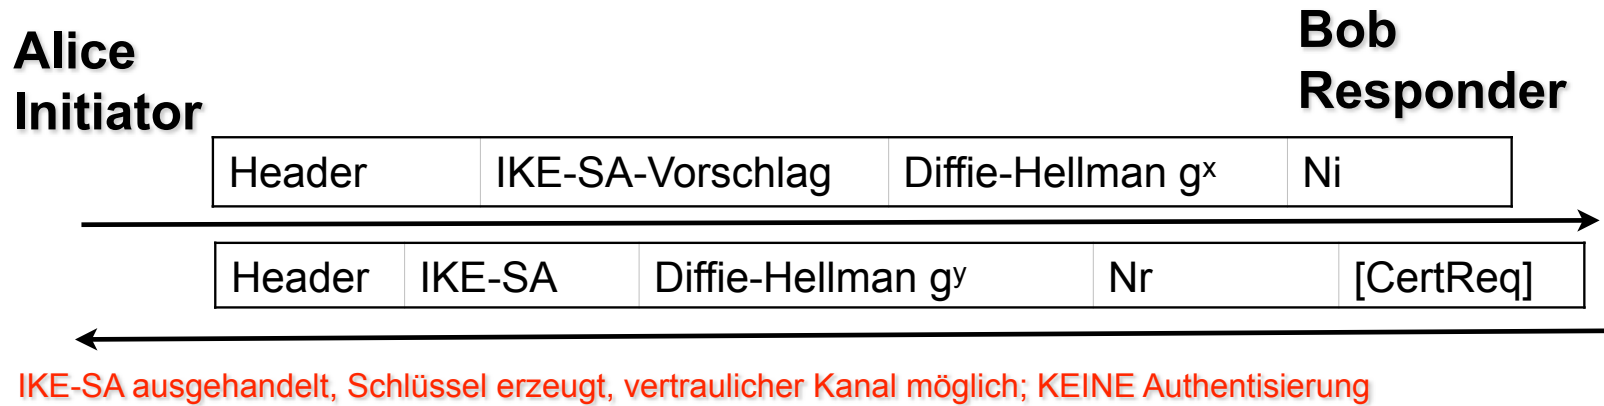 Alice
Initiator
Bob
Responder
Header IKE-SA-Vorschlag Diffie-Hellman gˣ Ni
Header IKE-SA Diffie-Hellman gʸ Nr [CertReq]
IKE-SA ausgehandelt, Schlüssel erzeugt, vertraulicher Kanal möglich; KEINE Authentisierung